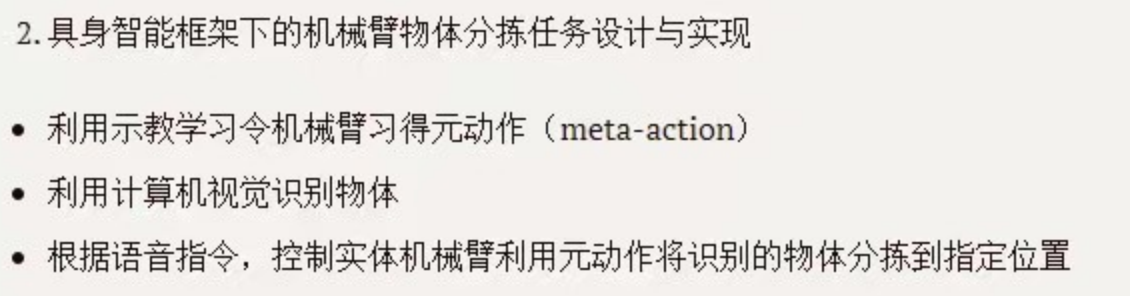 2. 具身智能框架下的机械臂物体分拣任务设计与实现
• 利用示教学习令机械臂习得元动作（meta-action）
• 利用计算机视觉识别物体
• 根据语音指令，控制实体机械臂利用元动作将识别的物体分拣到指定位置